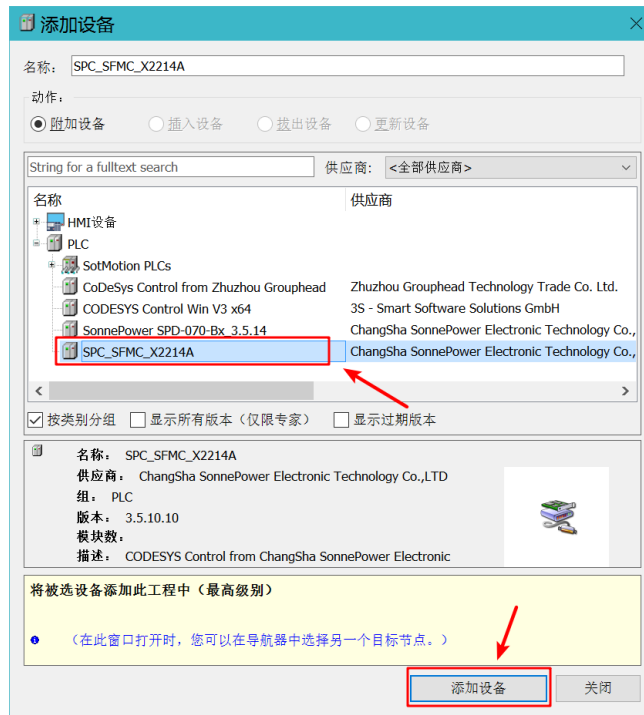 添加设备
名称： SPC_SFMC_X2214A
动作：
附加设备 插入设备 拔出设备 更新设备
String for a fulltext search 供应商: <全部供应商>
名称 供应商
HMI设备
PLC
SotMotion PLCs
CoDeSys Control from Zhuzhou Grouphead Zhuzhou Grouphead Technology Trade Co. Ltd.
CODESYS Control Win V3 x64 3S - Smart Software Solutions GmbH
SonnePower SPD-070-Bx_3.5.14 ChangSha SonnePower Electronic Technology Co.,
SPC_SFMC_X2214A ChangSha SonnePower Electronic Technology Co.,
按类别分组 显示所有版本（仅限专家） 显示过期版本
名称： SPC_SFMC_X2214A
供应商： ChangSha SonnePower Electronic Technology Co.,LTD
组： PLC
版本： 3.5.10.10
模块数：
描述： CODESYS Control from ChangSha SonnePower Electronic
将被选设备添加此工程中（最高级别）
（在此窗口打开时，您可以在导航器中选择另一个目标节点。）
添加设备 关闭